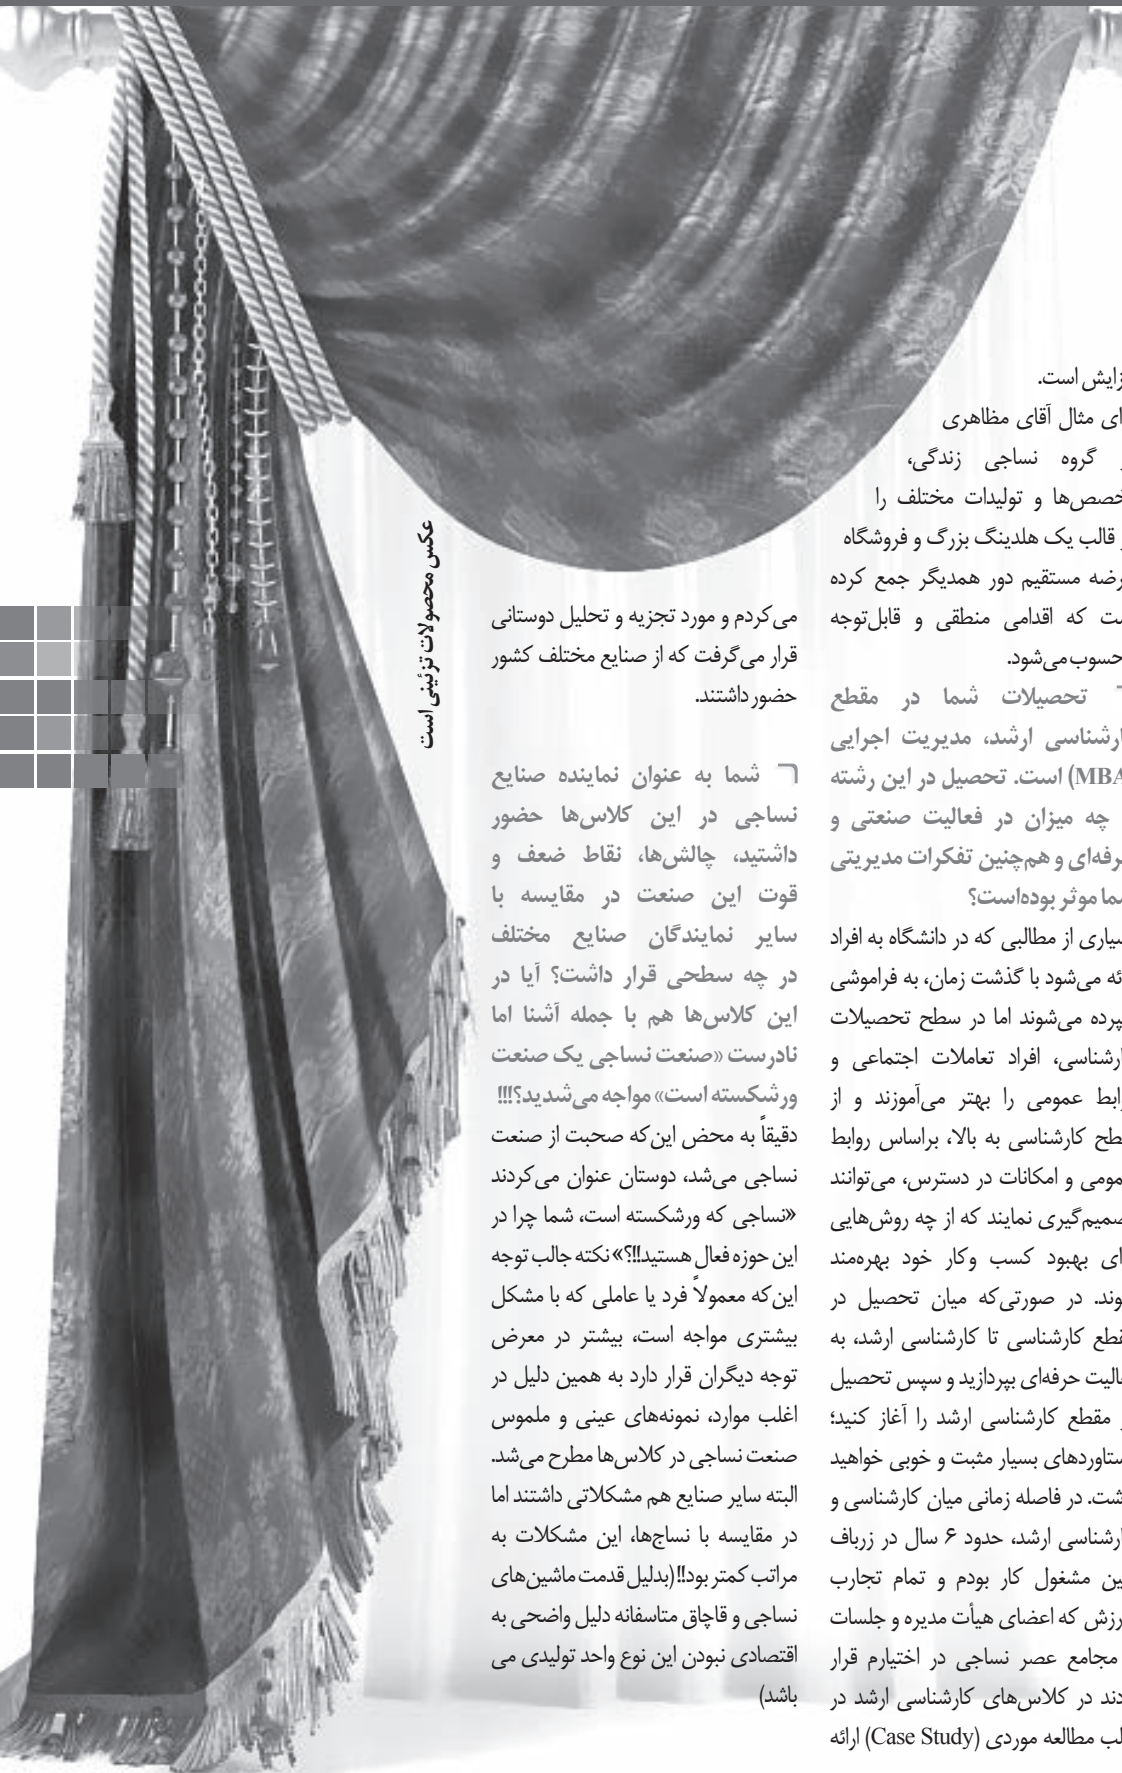 زایش است.
ای مثال آقای مظاهری
گروه نساجی زندگی،
خصص‌ها و تولیدات مختلف را
قالب یک هلدینگ بزرگ و فروشگاه
رضه مستقیم دور همدیگر جمع کرده
ست که اقدامی منطقی و قابل‌توجه
حسوب می‌شود.
تحصیلات شما در مقطع
ارشناسی ارشد، مدیریت اجرایی
(MBA) است. تحصیل در این رشته
چه میزان در فعالیت صنعتی و
رفه‌ای و هم‌چنین تفکرات مدیریتی
ما موثر بوده‌است؟
سیاری از مطالبی که در دانشگاه به افراد
ائه می‌شود با گذشت زمان، به فراموشی
پرده می‌شوند اما در سطح تحصیلات
ارشناسی، افراد تعاملات اجتماعی و
وابط عمومی را بهتر می‌آموزند و از
طح کارشناسی به بالا، براساس روابط
مومی و امکانات در دسترس، می‌توانند
صمیم‌گیری نمایند که از چه روش‌هایی
ای بهبود کسب وکار خود بهره‌مند
وند. در صورتی‌که میان تحصیل در
قطع کارشناسی تا کارشناسی ارشد، به
عالیت حرفه‌ای بپردازید و سپس تحصیل
مقطع کارشناسی ارشد را آغاز کنید؛
ستاوردهای بسیار مثبت و خوبی خواهید
شت. در فاصله زمانی میان کارشناسی و
ارشناسی ارشد، حدود ۶ سال در زرباف
ین مشغول کار بودم و تمام تجارب
رزش که اعضای هیأت مدیره و جلسات
مجامع عصر نساجی در اختیارم قرار
دند در کلاس‌های کارشناسی ارشد در
لب مطالعه موردی (Case Study) ارائه
می‌کردم و مورد تجزیه و تحلیل دوستانی
قرار می‌گرفت که از صنایع مختلف کشور
حضور داشتند.
شما به عنوان نماینده صنایع
نساجی در این کلاس‌ها حضور
داشتید، چالش‌ها، نقاط ضعف و
قوت این صنعت در مقایسه با
سایر نمایندگان صنایع مختلف
در چه سطحی قرار داشت؟ آیا در
این کلاس‌ها هم با جمله آشنا اما
نادرست «صنعت نساجی یک صنعت
ورشکسته است» مواجه می‌شدید؟!!!
دقیقاً به محض این‌که صحبت از صنعت
نساجی می‌شد، دوستان عنوان می‌کردند
«نساجی که ورشکسته است، شما چرا در
این حوزه فعال هستید!!؟» نکته جالب توجه
این‌که معمولاً فرد یا عاملی که با مشکل
بیشتری مواجه است، بیشتر در معرض
توجه دیگران قرار دارد به همین دلیل در
اغلب موارد، نمونه‌های عینی و ملموس
صنعت نساجی در کلاس‌ها مطرح می‌شد.
البته سایر صنایع هم مشکلاتی داشتند اما
در مقایسه با نساج‌ها، این مشکلات به
مراتب کمتر بود!! (بدلیل قدمت ماشین‌های
نساجی و قاچاق متاسفانه دلیل واضحی به
اقتصادی نبودن این نوع واحد تولیدی می
باشد)
عکس محصولات تزئینی است